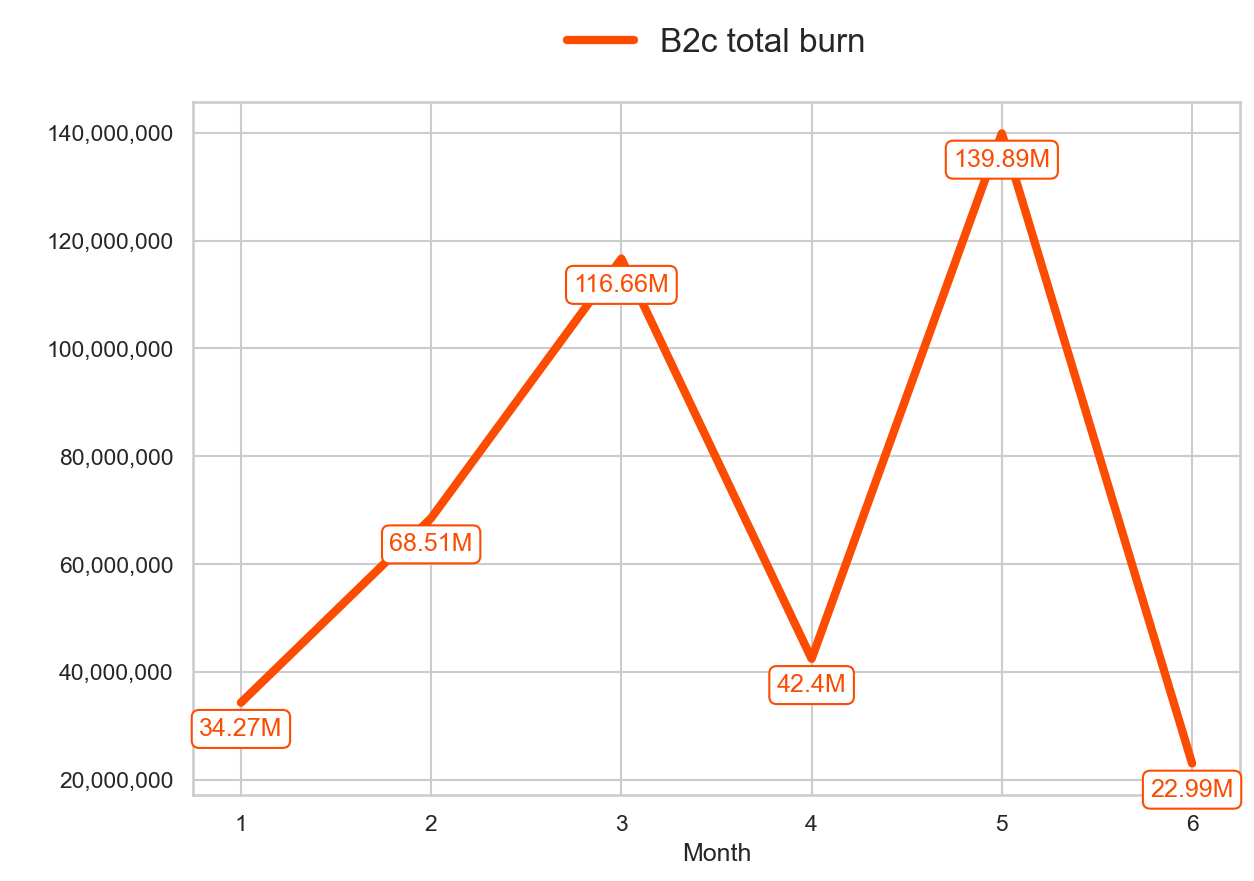 B2c total burn
140,000,000
139.89M
120,000,000
116.66M
100,000,000
80,000,000
68.51M
60,000,000
40,000,000
42.4M
34.27M
20,000,000
22.99M
1 2 3 4 5 6
Month